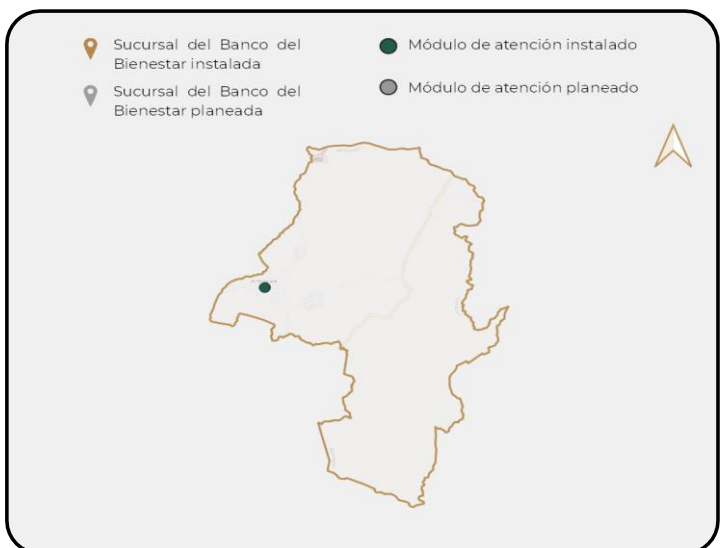 Sucursal del Banco del
Bienestar instalada
Sucursal del Banco del
Bienestar planeada
Módulo de atención instalado
Módulo de atención planeado